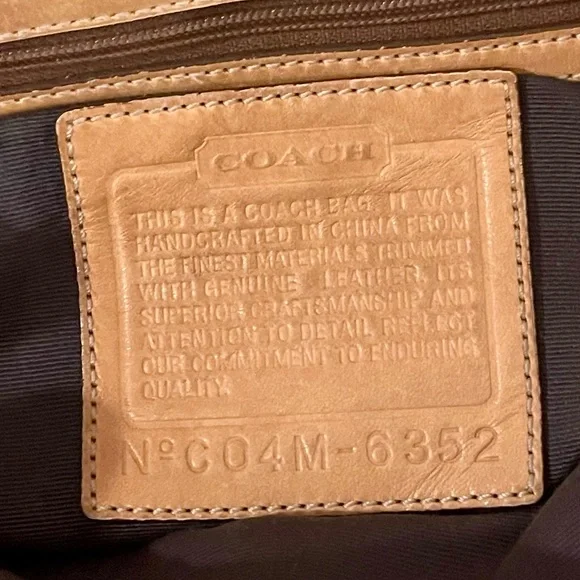 COACH
THIS IS A COACH BAG. IT WAS
HANDCRAFTED IN CHINA FROM
THE FINEST MATERIALS TRIMMED
WITH GENUINE LEATHER. ITS
SUPERIOR CRAFTSMANSHIP AND
ATTENTION TO DETAIL REFLECT
OUR COMMITMENT TO ENDURING
QUALITY.
NºCO4M-6352